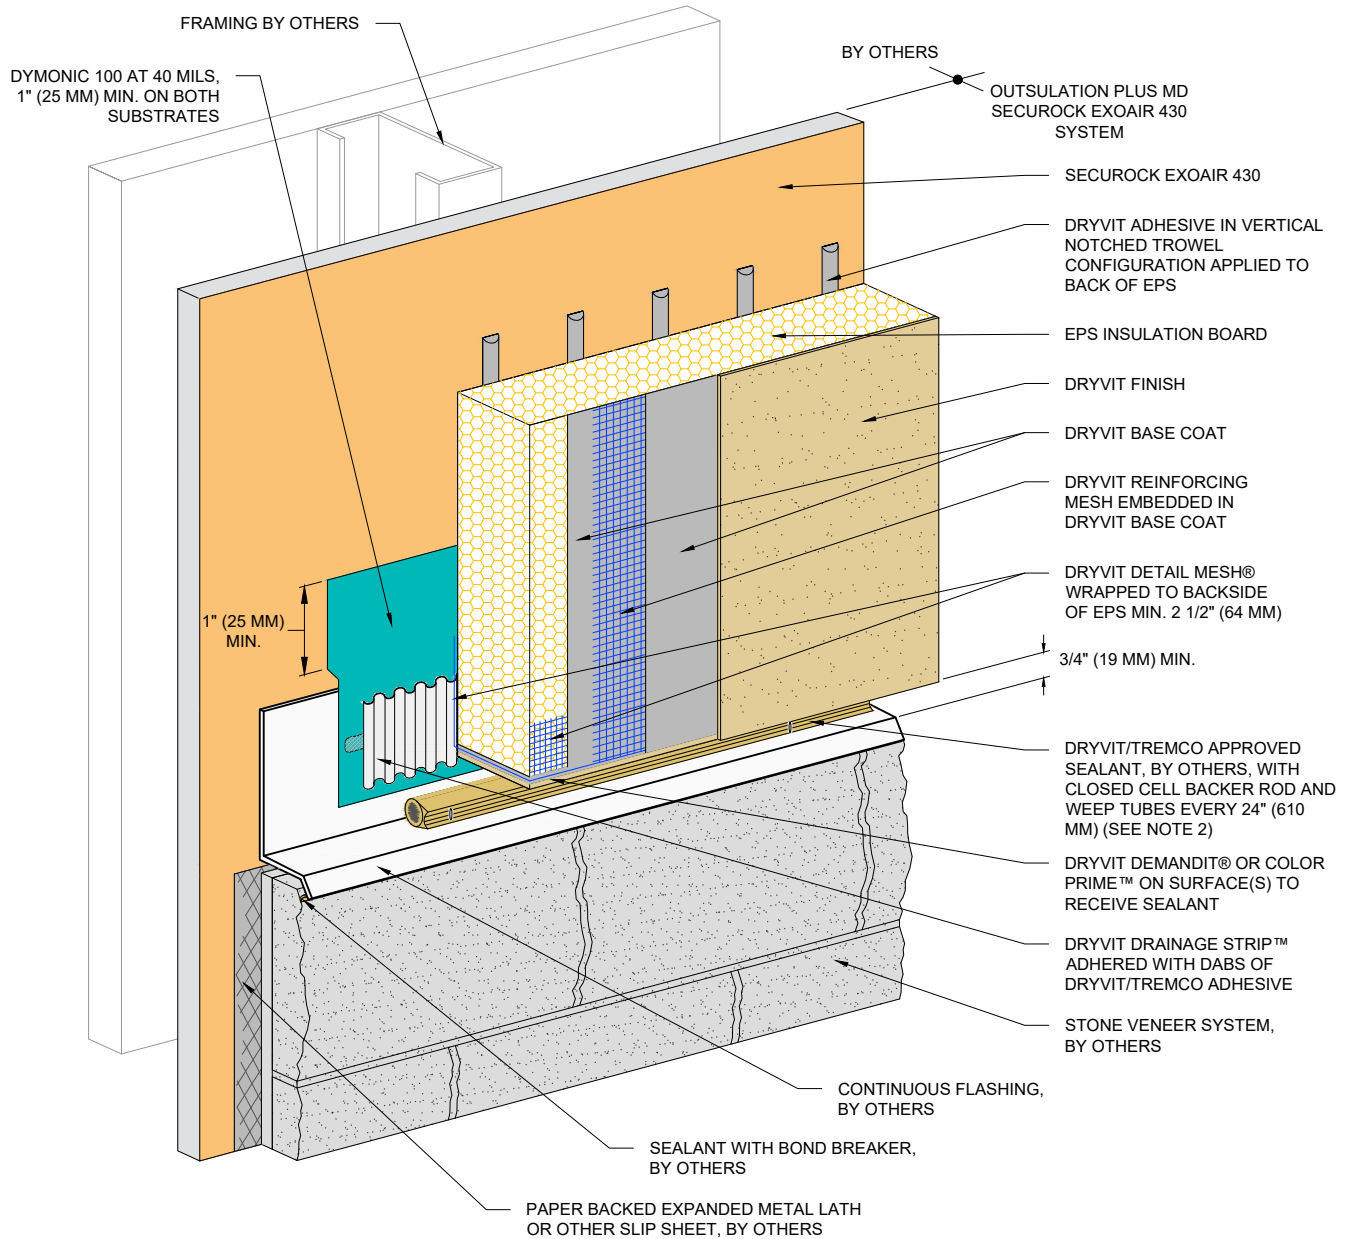 FRAMING BY OTHERS
DYMONIC 100 AT 40 MILS,
1" (25 MM) MIN. ON BOTH
SUBSTRATES
BY OTHERS
OUTSULATION PLUS MD
SECUROCK EXOAIR 430
SYSTEM
SECUROCK EXOAIR 430
DRYVIT ADHESIVE IN VERTICAL
NOTCHED TROWEL
CONFIGURATION APPLIED TO
BACK OF EPS
EPS INSULATION BOARD
DRYVIT FINISH
DRYVIT BASE COAT
DRYVIT REINFORCING
MESH EMBEDDED IN
DRYVIT BASE COAT
DRYVIT DETAIL MESH®
WRAPPED TO BACKSIDE
OF EPS MIN. 2 1/2" (64 MM)
1" (25 MM)
MIN.
3/4" (19 MM) MIN.
DRYVIT/TREMCO APPROVED
SEALANT, BY OTHERS, WITH
CLOSED CELL BACKER ROD AND
WEEP TUBES EVERY 24" (610
MM) (SEE NOTE 2)
DRYVIT DEMANDIT® OR COLOR
PRIME™ ON SURFACE(S) TO
RECEIVE SEALANT
DRYVIT DRAINAGE STRIP™
ADHERED WITH DABS OF
DRYVIT/TREMCO ADHESIVE
STONE VENEER SYSTEM,
BY OTHERS
CONTINUOUS FLASHING,
BY OTHERS
SEALANT WITH BOND BREAKER,
BY OTHERS
PAPER BACKED EXPANDED METAL LATH
OR OTHER SLIP SHEET, BY OTHERS